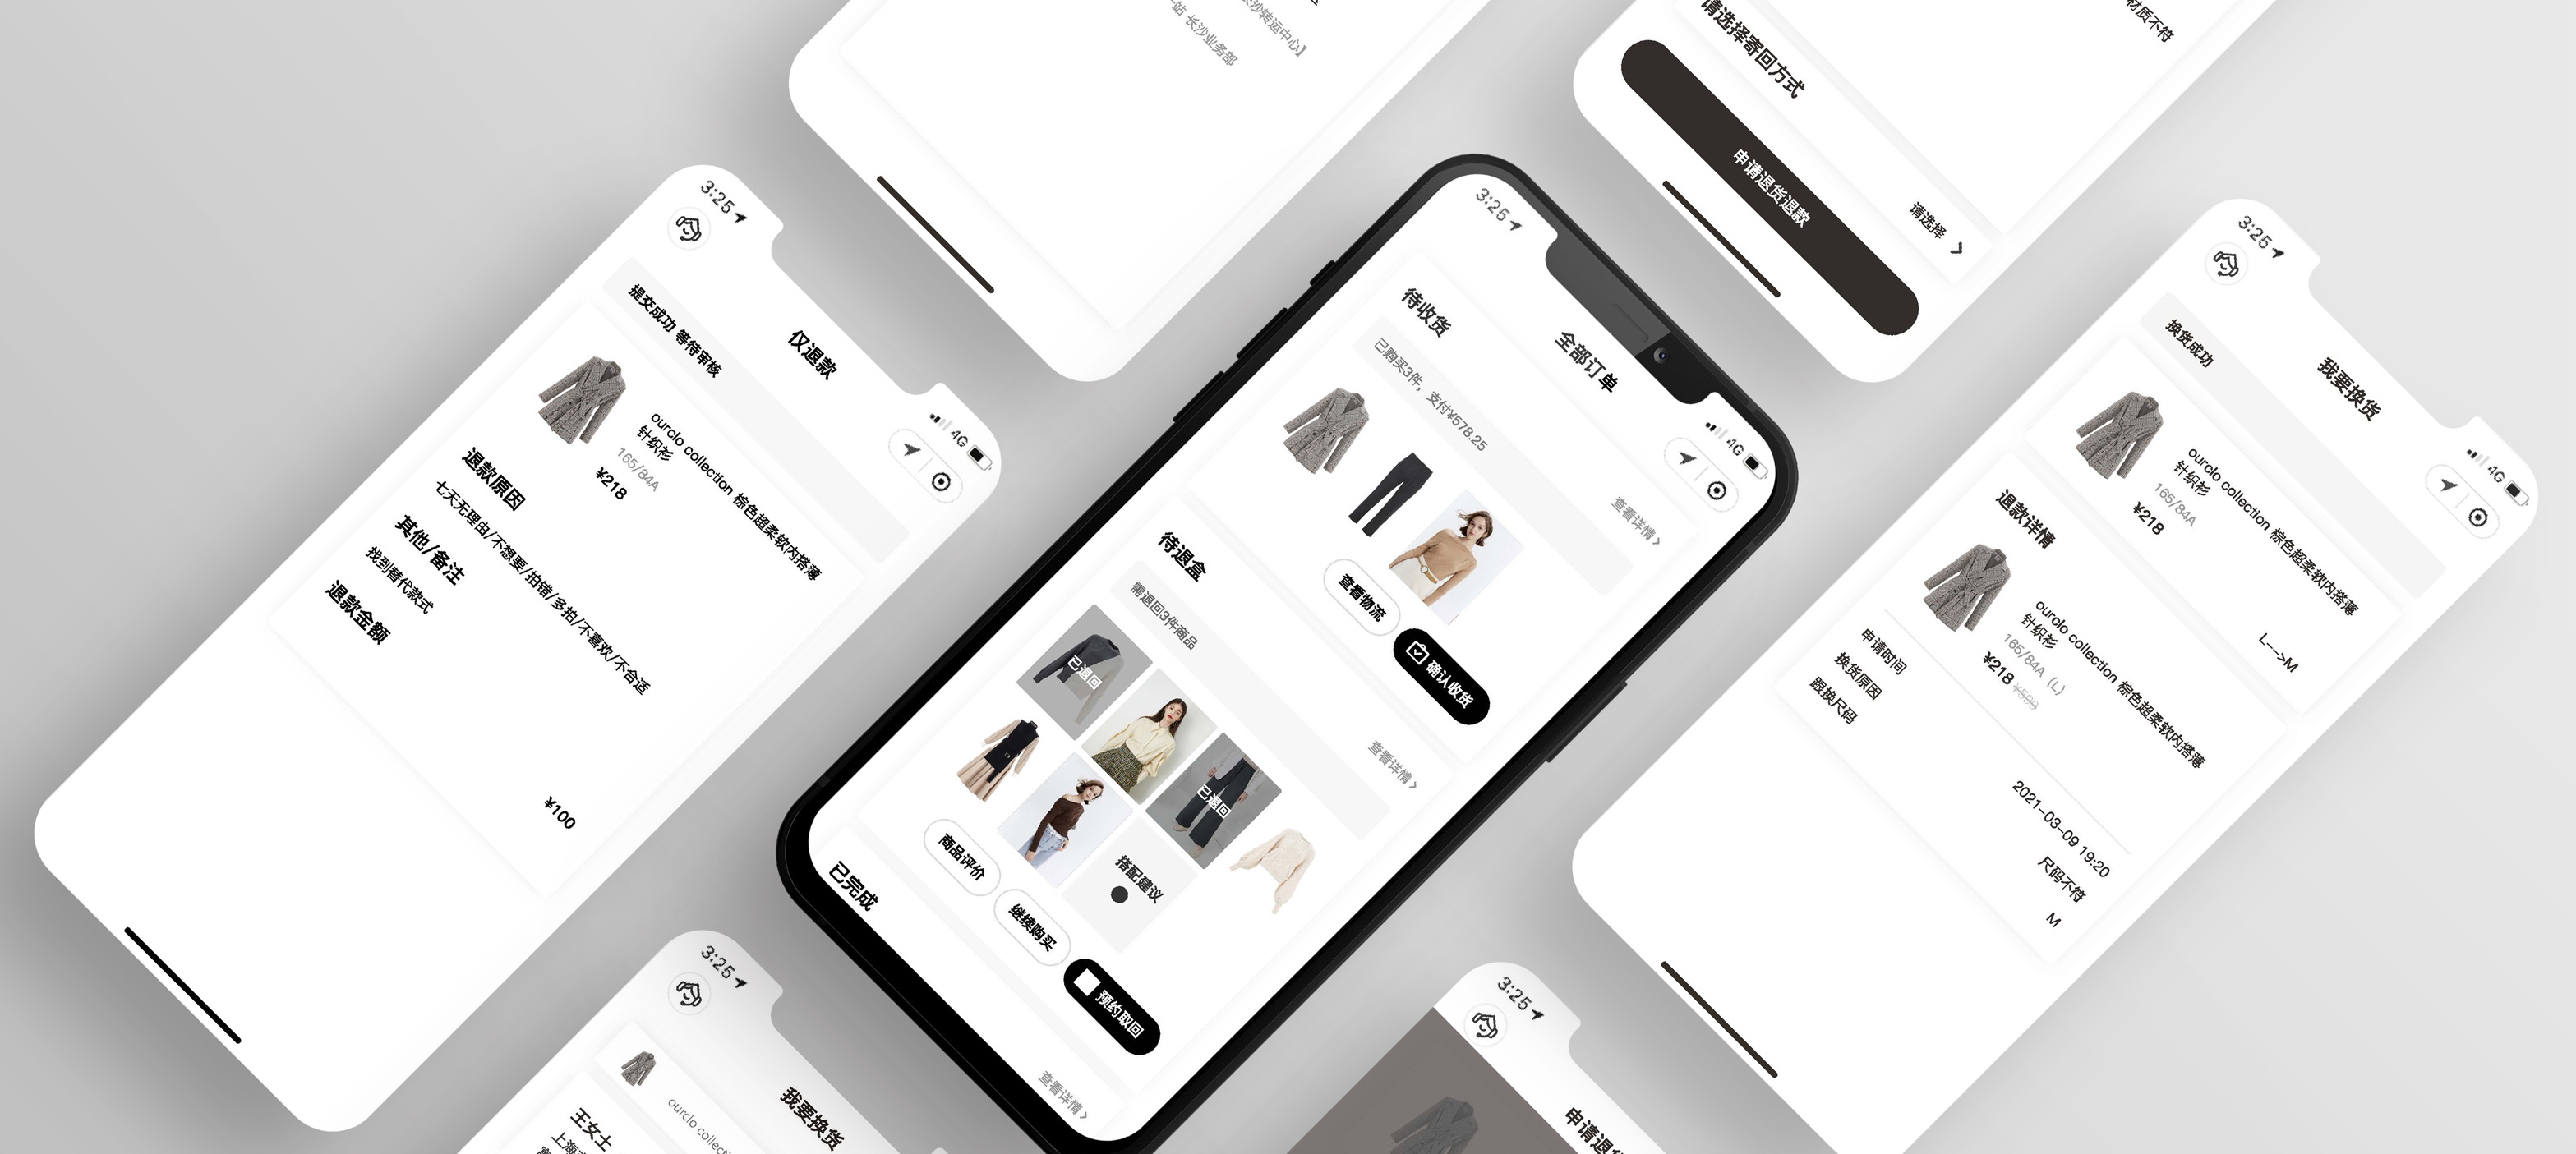 长沙转运中心】
站 长沙业务部
材质不符
请选择寄回方式
请选择
申请退货退款
3:25
4G
仅退款
提交成功 等待审核
ourclo collection 棕色超柔软内搭薄
针织衫
165/84A
¥218
退款原因
七天无理由/不想要/拍错/多拍/不喜欢/不合适
其他/备注
找到替代款式
退款金额
¥100
3:25
4G
全部订单
待收货
已购买3件，支付¥578.25
查看详情
查看物流
确认收货
待退盒
需退回3件商品
查看详情
已退回
已退回
搭配建议
商品评价
继续购买
预约取回
已完成
查看详情
3:25
4G
我要换货
换货成功
ourclo collection 棕色超柔软内搭薄
针织衫
165/84A
¥218
L--->M
退款详情
ourclo collection 棕色超柔软内搭薄
针织衫
165/84A（L）
¥218 ¥599
申请时间
2021-03-09 19:20
换货原因
尺码不符
跟换尺码
M
3:25
我要换货
ourclo collect
王女士
上海
3:25
申请退货